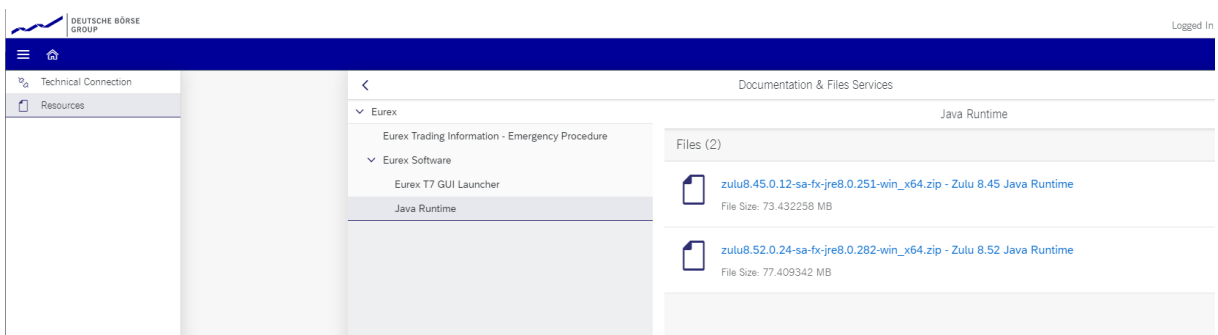 DEUTSCHE BÖRSE
GROUP
Logged In
Technical Connection
Resources
Documentation & Files Services
Eurex
Eurex Trading Information - Emergency Procedure
Eurex Software
Eurex T7 GUI Launcher
Java Runtime
Java Runtime
Files (2)
zulu8.45.0.12-sa-fx-jre8.0.251-win_x64.zip - Zulu 8.45 Java Runtime
File Size: 73.432258 MB
zulu8.52.0.24-sa-fx-jre8.0.282-win_x64.zip - Zulu 8.52 Java Runtime
File Size: 77.409342 MB